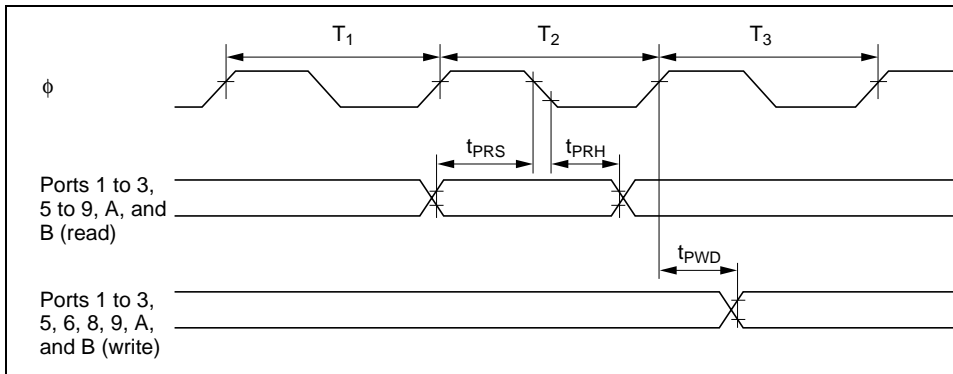 T1 T2 T3
ϕ
tPRS tPRH
Ports 1 to 3,
5 to 9, A, and
B (read)
tPWD
Ports 1 to 3,
5, 6, 8, 9, A,
and B (write)